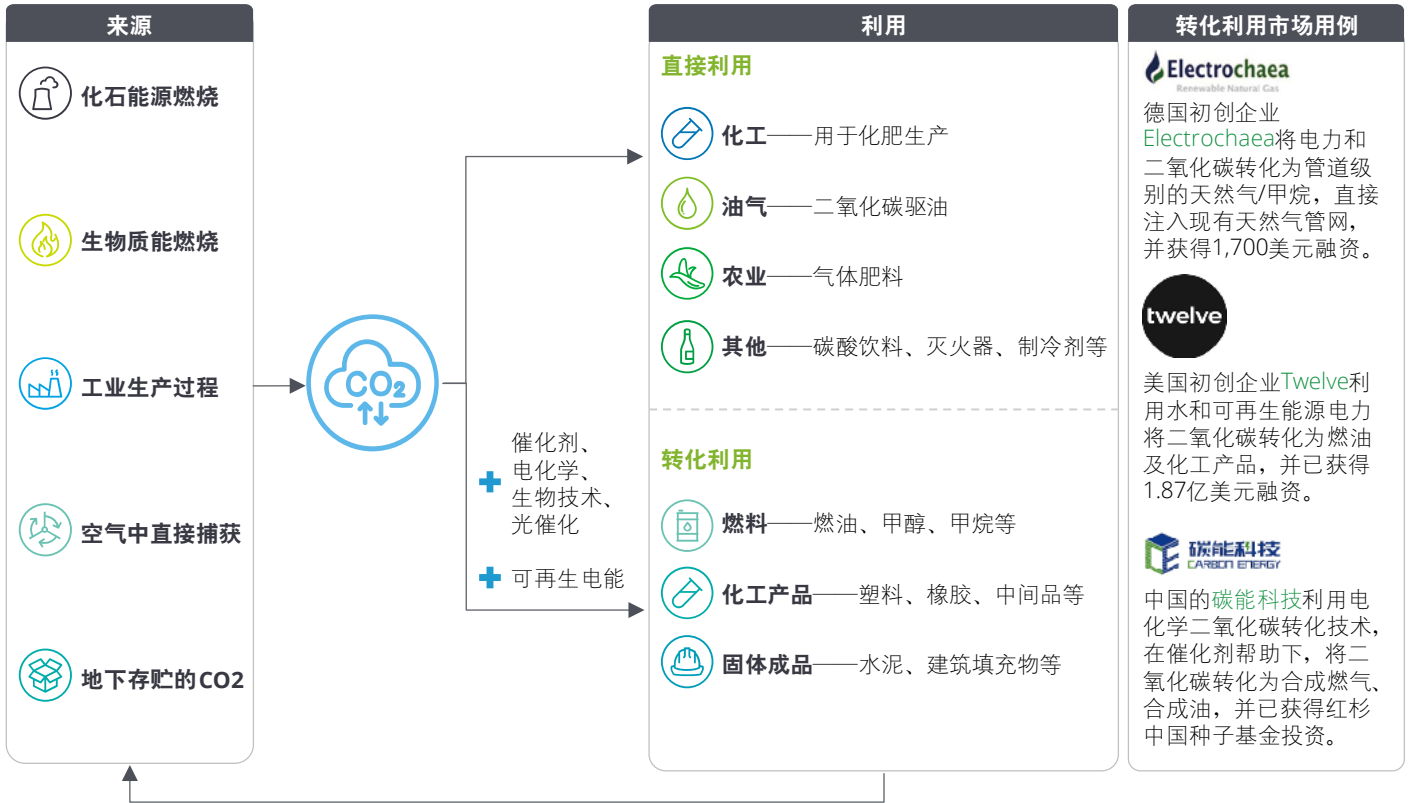 来源
化石能源燃烧
生物质能燃烧
工业生产过程
空气中直接捕获
地下存贮的CO2
CO2
催化剂、
电化学、
生物技术、
光催化
可再生电能
利用
直接利用
化工——用于化肥生产
油气——二氧化碳驱油
农业——气体肥料
其他——碳酸饮料、灭火器、制冷剂等
转化利用
燃料——燃油、甲醇、甲烷等
化工产品——塑料、橡胶、中间品等
固体成品——水泥、建筑填充物等
转化利用市场用例
Electrochaea
Renewable Natural Gas
德国初创企业
Electrochaea将电力和
二氧化碳转化为管道级
别的天然气/甲烷，直接
注入现有天然气管网，
并获得1,700美元融资。
twelve
美国初创企业Twelve利
用水和可再生能源电力
将二氧化碳转化为燃油
及化工产品，并已获得
1.87亿美元融资。
碳能科技
CARBON ENERGY
中国的碳能科技利用电
化学二氧化碳转化技术，
在催化剂帮助下，将二
氧化碳转化为合成燃气、
合成油，并已获得红杉
中国种子基金投资。